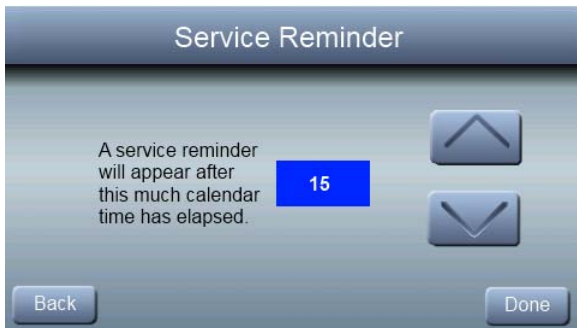 Service Reminder
A service reminder
will appear after
this much calendar
time has elapsed.
15
Back
Done